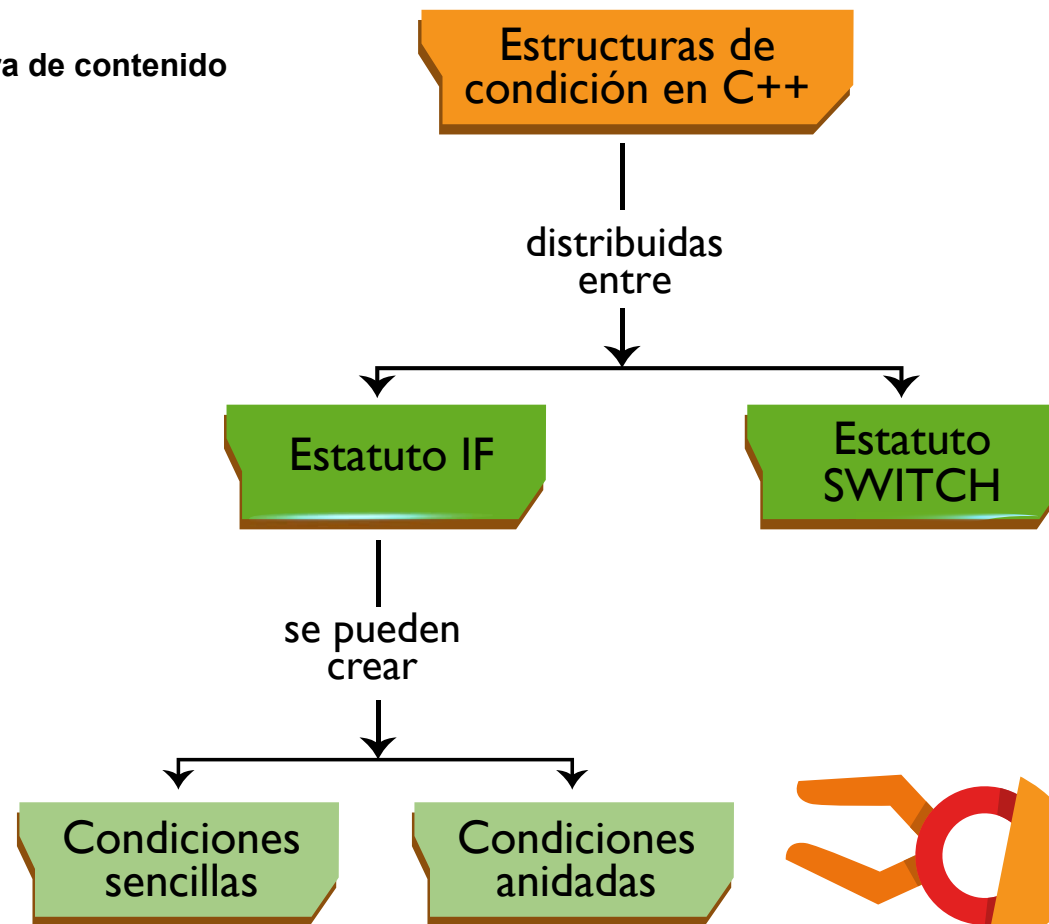 de contenido
Estructuras de
condición en C++
distribuidas
entre
Estatuto IF
Estatuto
SWITCH
se pueden
crear
Condiciones
sencillas
Condiciones
anidadas